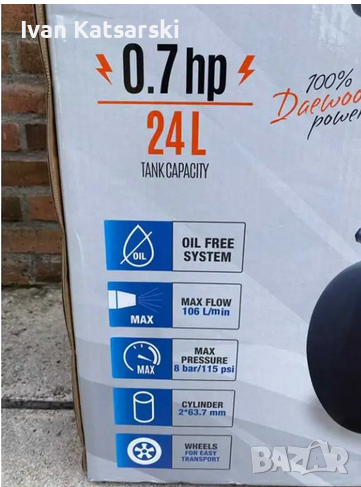 Ivan Katsarski
0.7 hp
24 L
TANK CAPACITY
100%
Daewoo
power
OIL
OIL FREE
SYSTEM
MAX
MAX FLOW
106 L/min
MAX
MAX
PRESSURE
8 bar/115 psi
CYLINDER
2*63.7 mm
WHEELS
FOR EASY
TRANSPORT
BAZAR